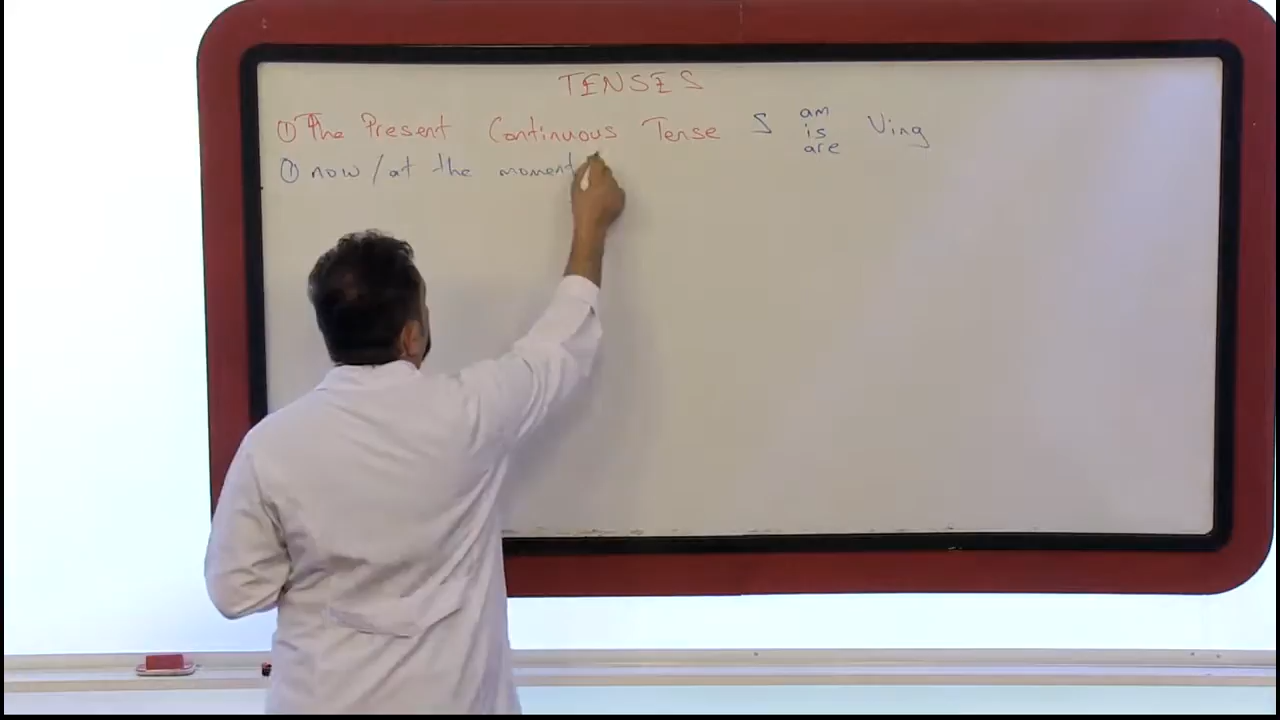 TENSES
① The Present Continuous Tense S am is are Ving
① now / at the moment